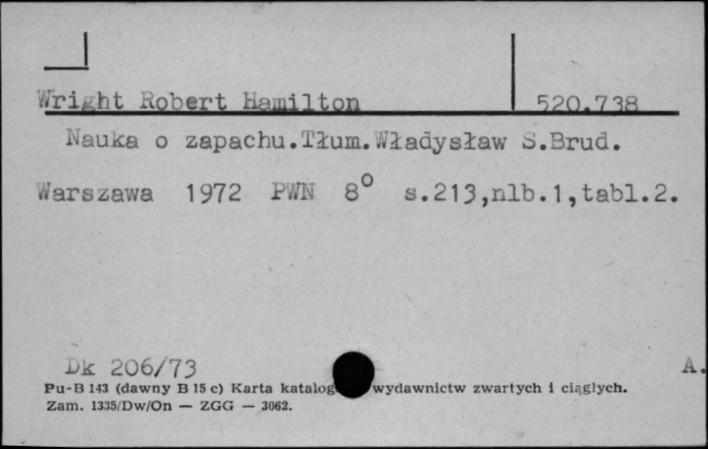 Wright Robert Hamilton 520.738
Nauka o zapachu.Tłum.Władysław S.Brud.
Warszawa 1972 PWN 8° s.213,nlb.1,tabl.2.
Dk 206/73 A.
Pu-B 143 (dawny B 15 c) Karta katalog wydawnictw zwartych i ciągłych.
Zam. 1335/Dw/On — ZGG — 3062.